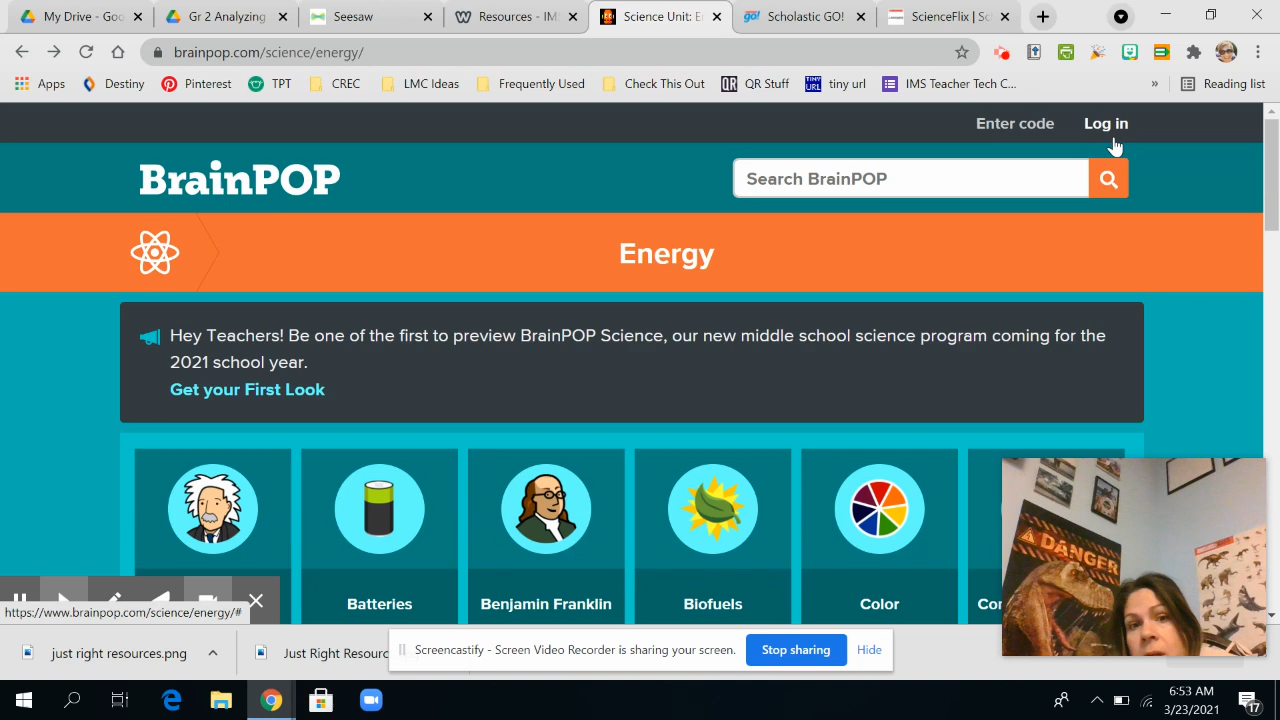 My Drive - Goo
Gr.2 Analyzing
Seesaw
Resources - IM
Science Unit: E
Scholastic GO!
ScienceFlix | Sc
brainpop.com/science/energy/
Apps
Destiny
Pinterest
TPT
CREC
LMC Ideas
Frequently Used
Check This Out
QR Stuff
tiny url
IMS Teacher Tech C...
Reading list
Enter code
Log in
BrainPOP
Search BrainPOP
Energy
Hey Teachers! Be one of the first to preview BrainPOP Science, our new middle school science program coming for the
2021 school year.
Get your First Look
Batteries
Benjamin Franklin
Biofuels
Color
Co
DANGER
https://www.brainpop.com/science/energy/#
just right resources.png
Just Right Resourc
Screencastify - Screen Video Recorder is sharing your screen.
Stop sharing
Hide
6:53 AM
3/23/2021
17